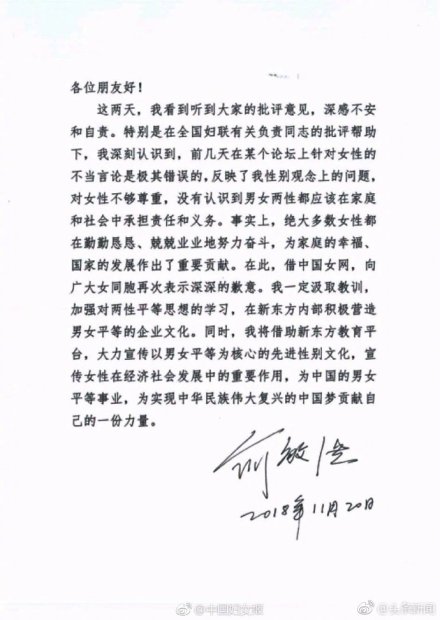 各位朋友好！
这两天，我看到听到大家的批评意见，深感不安
和自责。特别是在全国妇联有关负责同志的批评帮助
下，我深刻认识到，前几天在某个论坛上针对女性的
不当言论是极其错误的，反映了我性别观念上的问题，
对女性不够尊重，没有认识到男女两性都应该在家庭
和社会中承担责任和义务。事实上，绝大多数女性都
在勤勤恳恳、兢兢业业地努力奋斗，为家庭的幸福、
国家的发展作出了重要贡献。在此，借中国女网，向
广大女同胞再次表示深深的歉意。我一定汲取教训，
加强对两性平等思想的学习，在新东方内部积极营造
男女平等的企业文化。同时，我将借助新东方教育平
台，大力宣传以男女平等为核心的先进性别文化，宣
传女性在经济社会发展中的重要作用，为中国的男女
平等事业，为实现中华民族伟大复兴的中国梦贡献自
己的一份力量。
俞敏洪
2018年11月20日
@中国妇女报
@头条新闻